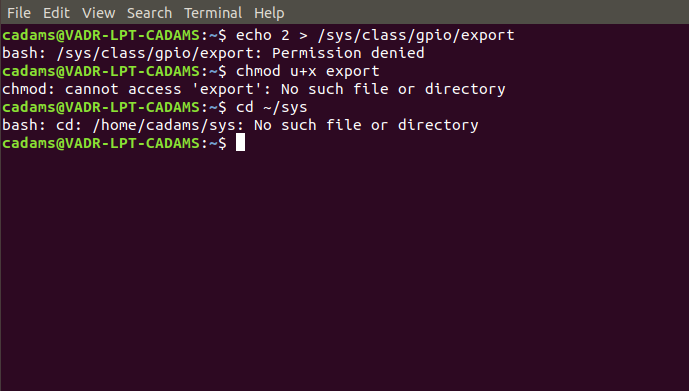 File Edit View Search Terminal Help
cadams@VADR-LPT-CADAMS:~$ echo 2 > /sys/class/gpio/export
bash: /sys/class/gpio/export: Permission denied
cadams@VADR-LPT-CADAMS:~$ chmod u+x export
chmod: cannot access 'export': No such file or directory
cadams@VADR-LPT-CADAMS:~$ cd ~/sys
bash: cd: /home/cadams/sys: No such file or directory
cadams@VADR-LPT-CADAMS:~$